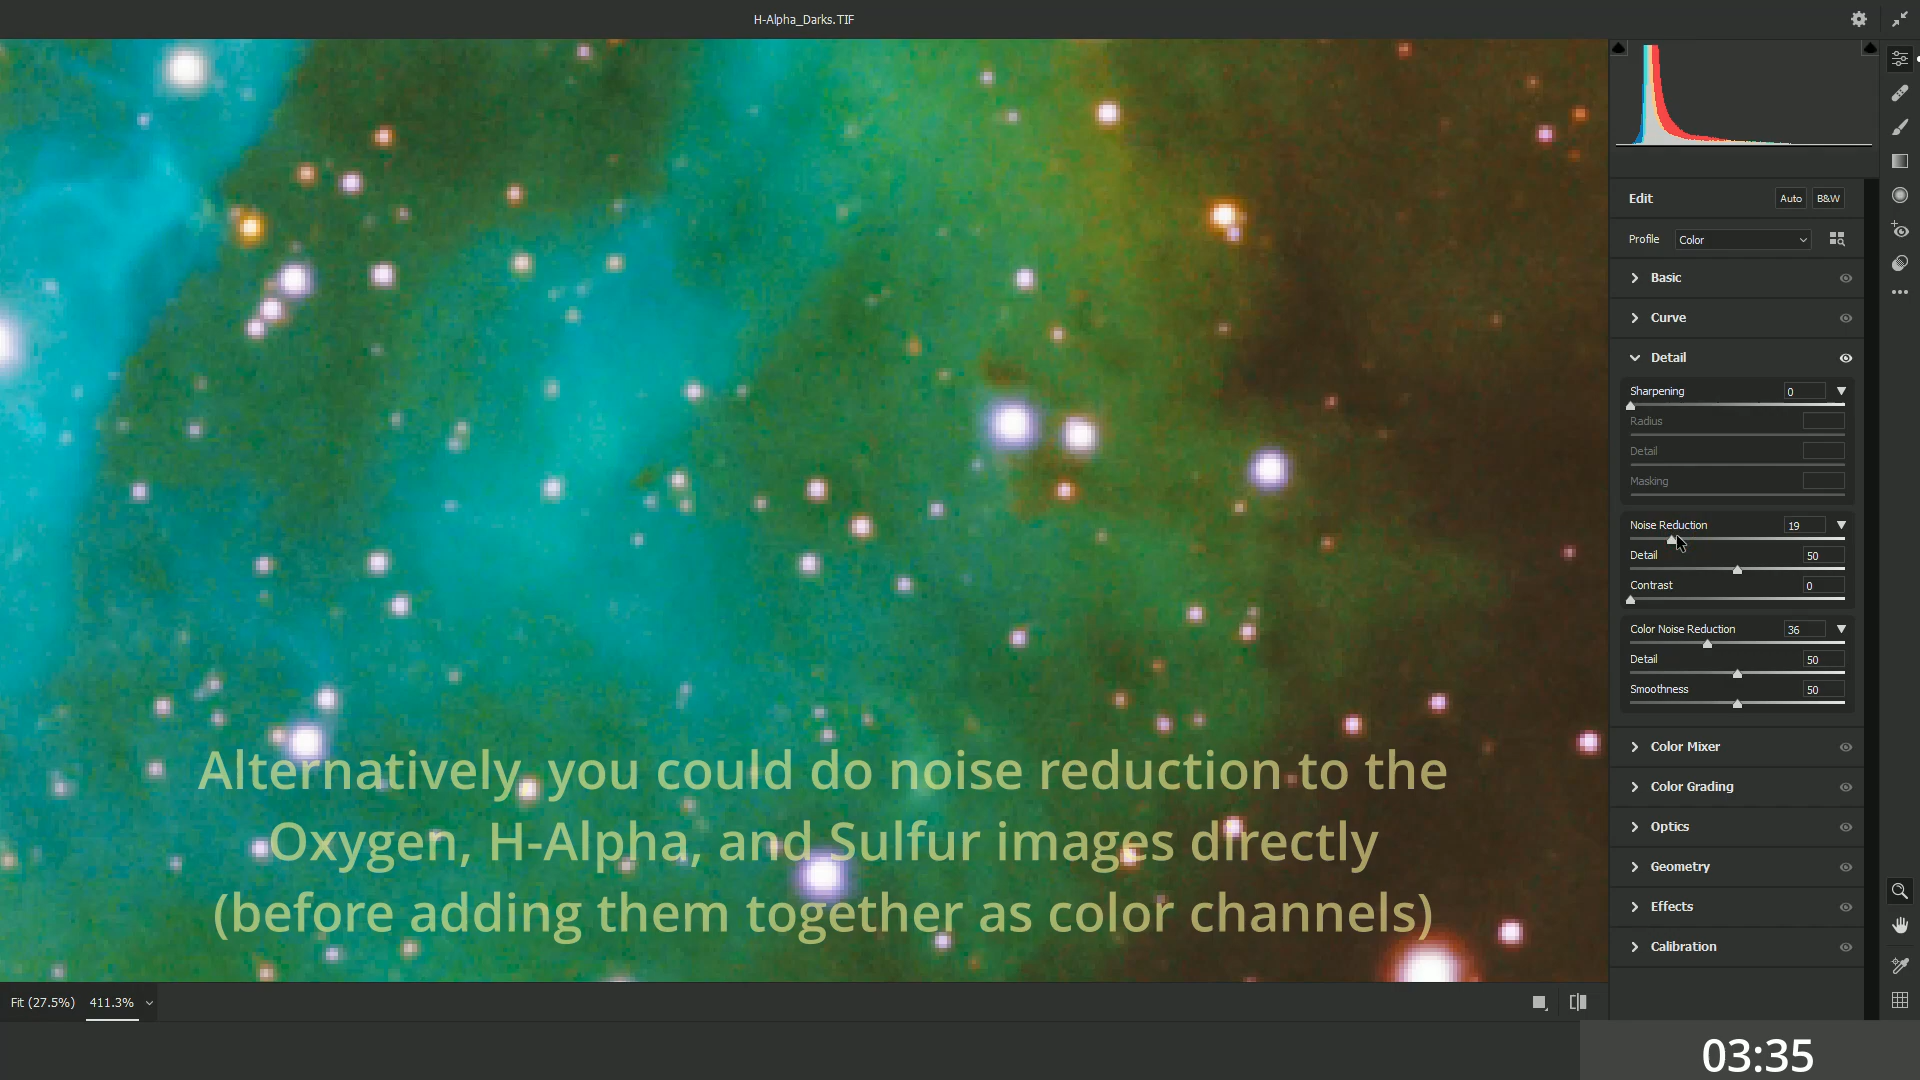 H-Alpha_Darks.TIF
Edit
Auto
B&W
Profile
Color
Basic
Curve
Detail
Sharpening
0
Radius
Detail
Masking
Noise Reduction
19
Detail
50
Contrast
0
Color Noise Reduction
36
Detail
50
Smoothness
50
Color Mixer
Color Grading
Optics
Geometry
Effects
Calibration
Alternatively, you could do noise reduction to the
Oxygen, H-Alpha, and Sulfur images directly
(before adding them together as color channels)
Fit (27.5%)
411.3%
03:35